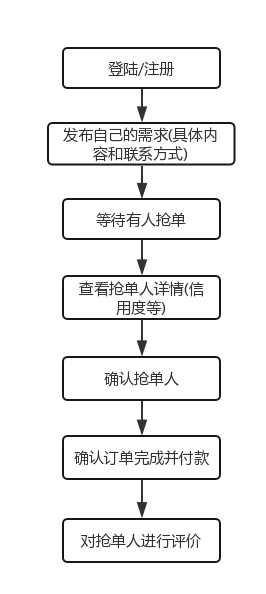 登陆/注册
发布自己的需求(具体内
容和联系方式)
等待有人抢单
查看抢单人详情(信
用度等)
确认抢单人
确认订单完成并付款
对抢单人进行评价